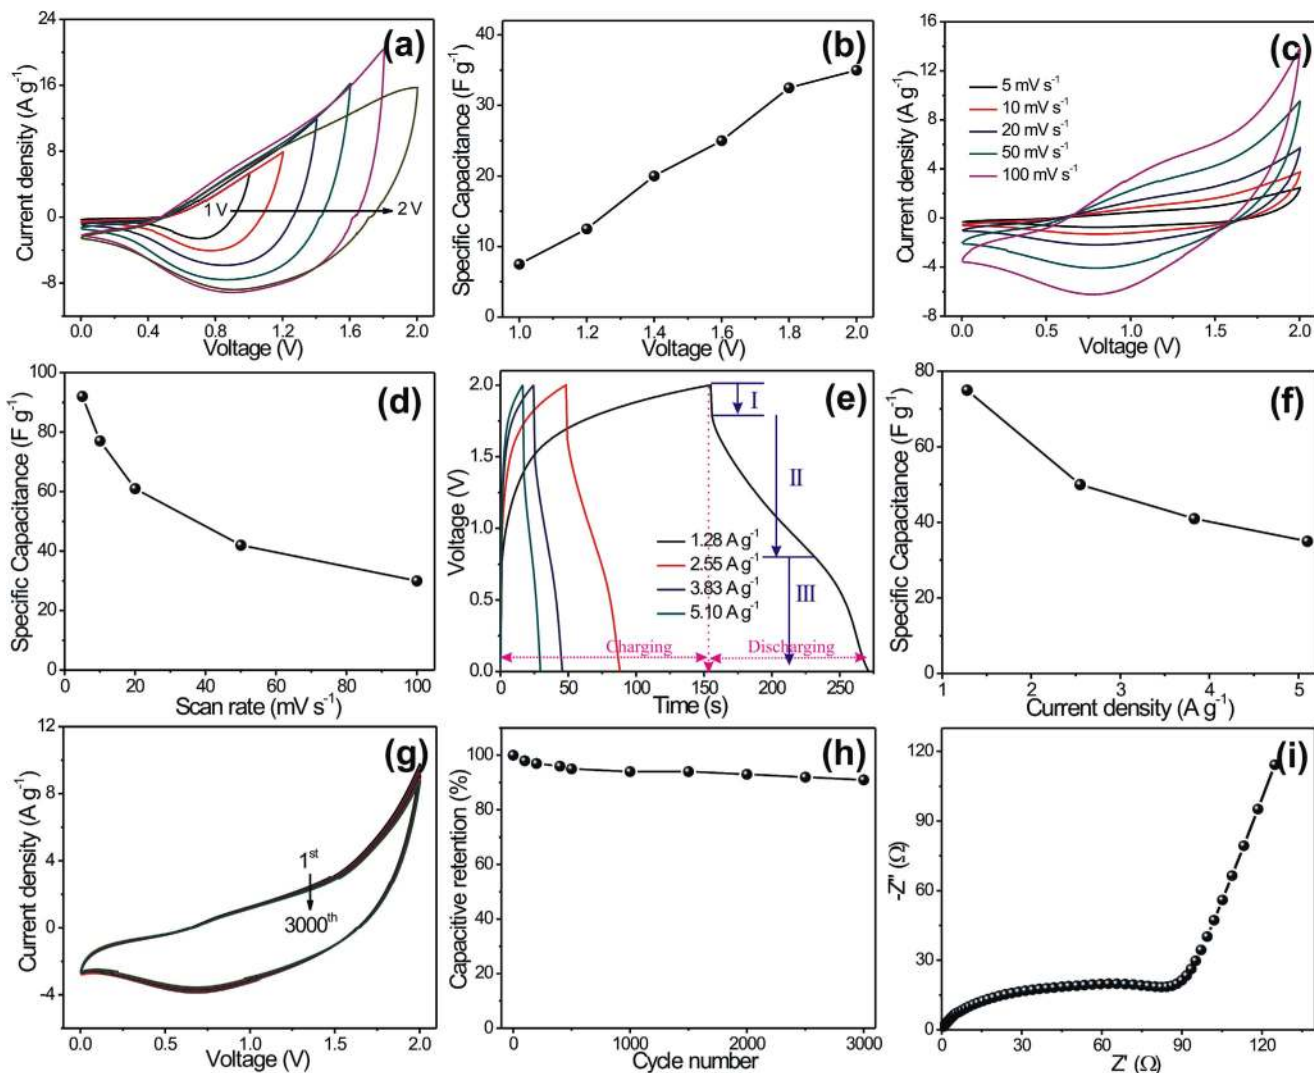 (a)
Current density (A g⁻¹)
24
16
8
0
-8
1 V
2 V
0.0 0.4 0.8 1.2 1.6 2.0
Voltage (V)
(b)
Specific Capacitance (F g⁻¹)
40
35
30
25
20
15
10
5
0
1.0 1.2 1.4 1.6 1.8 2.0
Voltage (V)
(c)
Current density (A g⁻¹)
16
12
8
4
0
-4
-8
5 mV s⁻¹
10 mV s⁻¹
20 mV s⁻¹
50 mV s⁻¹
100 mV s⁻¹
0.0 0.5 1.0 1.5 2.0
Voltage (V)
(d)
Specific Capacitance (F g⁻¹)
100
80
60
40
20
0
0 20 40 60 80 100
Scan rate (mV s⁻¹)
(e)
Voltage (V)
2.0
1.5
1.0
0.5
0.0
I
II
III
1.28 A g⁻¹
2.55 A g⁻¹
3.83 A g⁻¹
5.10 A g⁻¹
Charging
Discharging
0 50 100 150 200 250
Time (s)
(f)
Specific Capacitance (F g⁻¹)
80
60
40
20
0
1 2 3 4 5
Current density (A g⁻¹)
(g)
Current density (A g⁻¹)
12
8
4
0
-4
1ˢᵗ
3000ᵗʰ
0.0 0.4 0.8 1.2 1.6 2.0
Voltage (V)
(h)
Capacitive retention (%)
100
80
60
40
20
0
0 1000 2000 3000
Cycle number
(i)
-Z'' (Ω)
120
90
60
30
0
0 30 60 90 120
Z' (Ω)